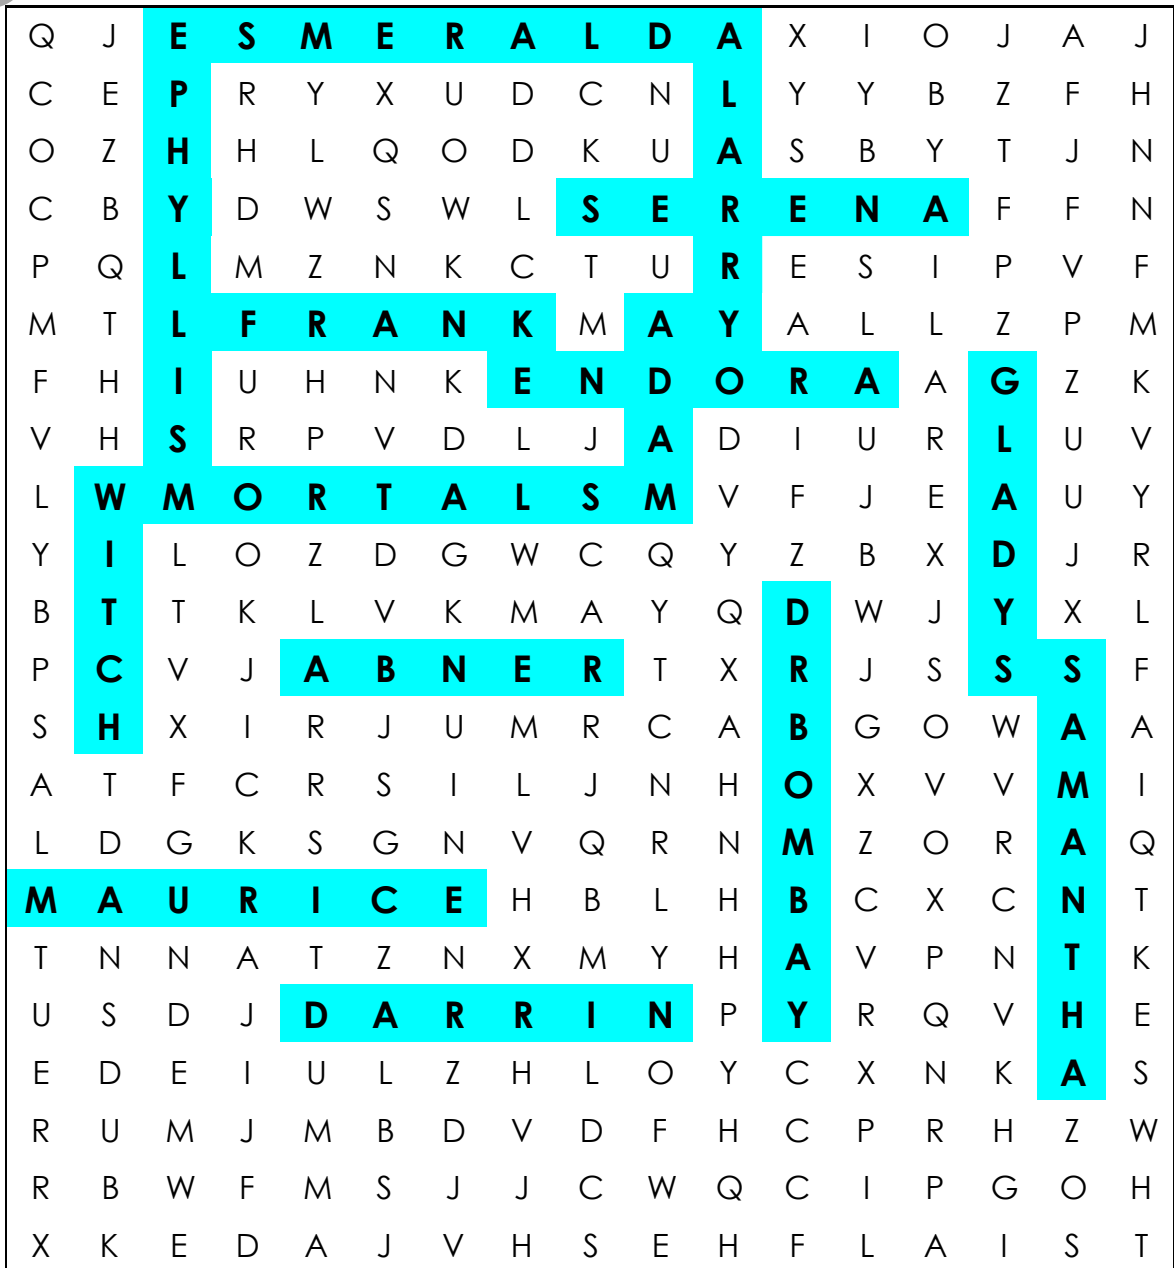 Q J E S M E R A L D A X I O J A J
C E P R Y X U D C N L Y Y B Z F H
O Z H H L Q O D K U A S B Y T J N
C B Y D W S W L S E R E N A F F N
P Q L M Z N K C T U R E S I P V F
M T L F R A N K M A Y A L L Z P M
F H I U H N K E N D O R A A G Z K
V H S R P V D L J A D I U R L U V
L W M O R T A L S M V F J E A U Y
Y I L O Z D G W C Q Y Z B X D J R
B T T K L V K M A Y Q D W J Y X L
P C V J A B N E R T X R J S S S F
S H X I R J U M R C A B G O W A A
A T F C R S I L J N H O X V V M I
L D G K S G N V Q R N M Z O R A Q
M A U R I C E H B L H B C X C N T
T N N A T Z N X M Y H A V P N T K
U S D J D A R R I N P Y R Q V H E
E D E I U L Z H L O Y C X N K A S
R U M J M B D V D F H C P R H Z W
R B W F M S J J C W Q C I P G O H
X K E D A J V H S E H F L A I S T